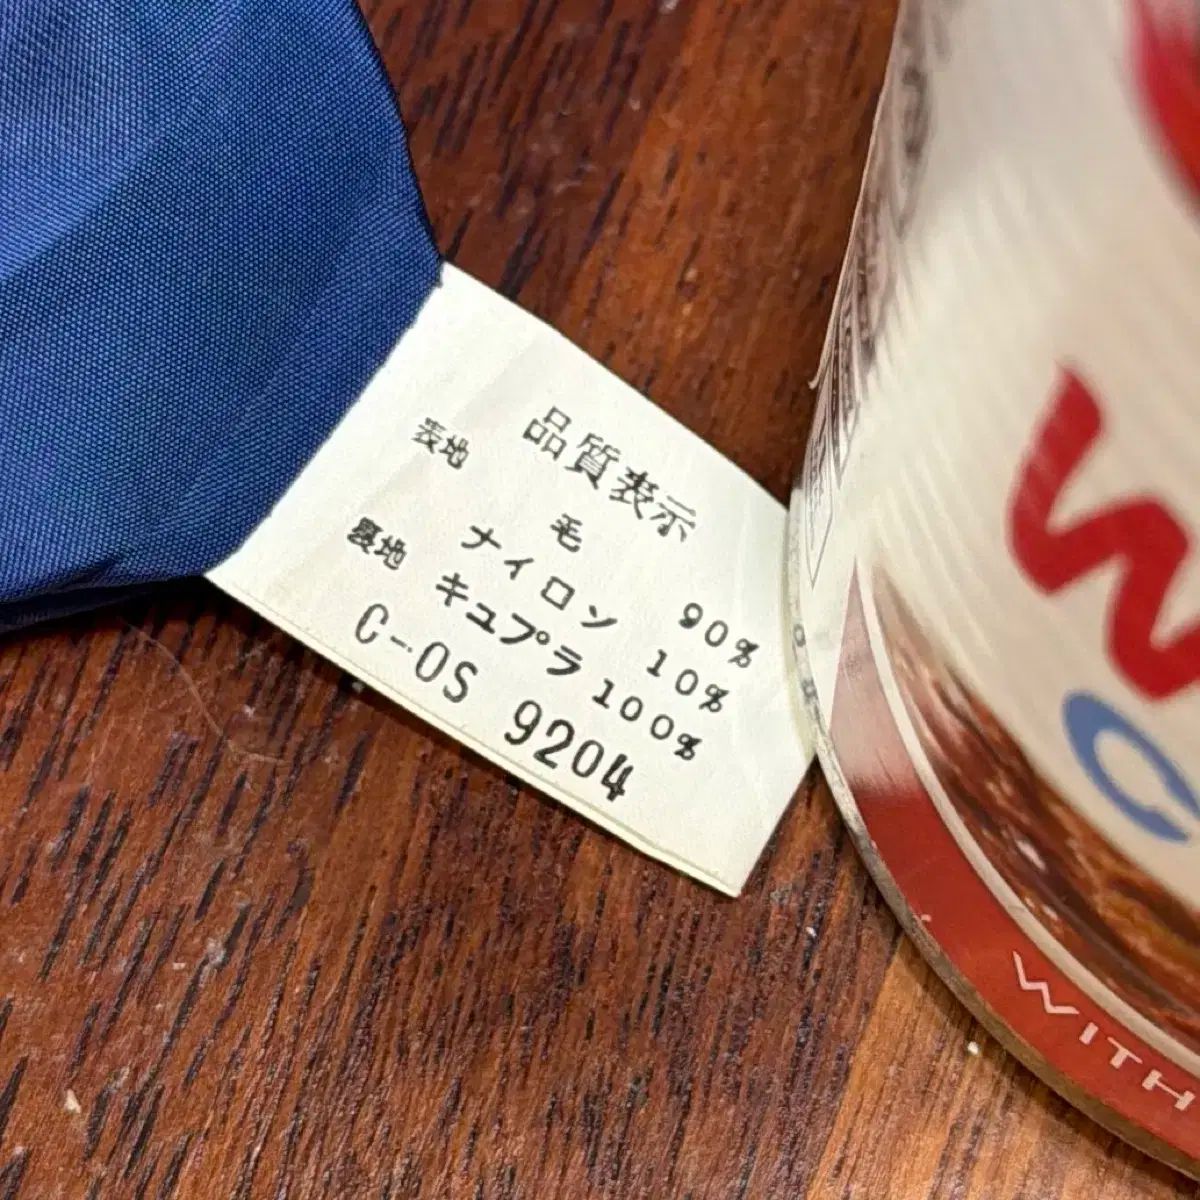 品質表示
表地
毛 90%
ナイロン 10%
裏地 キュプラ 100%
C-OS 9204
W
C
WITH